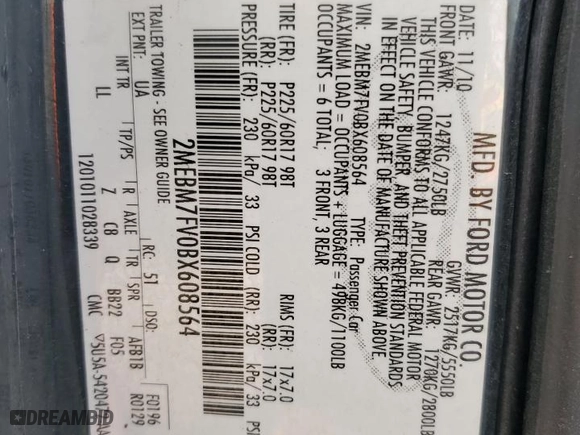 MFD. BY FORD MOTOR CO.
DATE: 11/10 GVWR: 2517KG/5550LB
FRONT GAWR: 1247KG/2750LB REAR GAWR: 1270KG/2800LB
THIS VEHICLE CONFORMS TO ALL APPLICABLE FEDERAL MOTOR
VEHICLE SAFETY, BUMPER, AND THEFT PREVENTION STANDARDS
IN EFFECT ON THE DATE OF MANUFACTURE SHOWN ABOVE.
VIN: 2MEBM7FV0BX608564 TYPE: Passenger Car
MAXIMUM LOAD = OCCUPANTS + LUGGAGE = 498KG/1100LB
OCCUPANTS = 6 TOTAL; 3 FRONT, 3 REAR
TIRE (FR): P225/60R17 98T RIMS (FR): 17x7.0
(RR): P225/60R17 98T (RR): 17x7.0
PRESSURE (FR): 230 kPa/ 33 PSI COLD (RR): 230 kPa/ 33
2MEBM7FV0BX608564
TRAILER TOWING - SEE OWNER GUIDE
EXT PNT: UA RC: 51 DSO: F0196
R0129
INT TR TP/PS R AXLE TR SPR AFB1B
LL Z C8 Q BB22 F05
1201011028339 CMC
DREAMBID